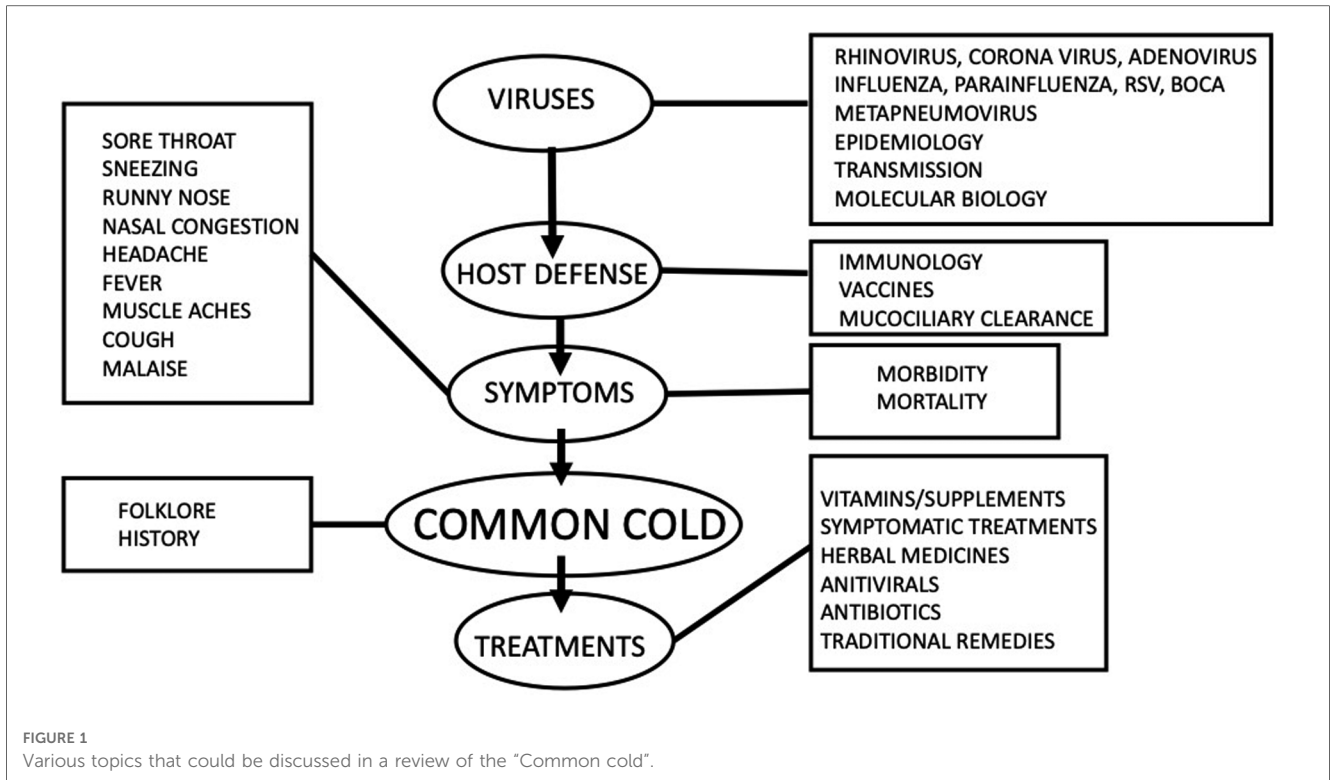 VIRUSES
RHINOVIRUS, CORONA VIRUS, ADENOVIRUS
INFLUENZA, PARAINFLUENZA, RSV, BOCA
METAPNEUMOVIRUS
EPIDEMIOLOGY
TRANSMISSION
MOLECULAR BIOLOGY
SORE THROAT
SNEEZING
RUNNY NOSE
NASAL CONGESTION
HEADACHE
FEVER
MUSCLE ACHES
COUGH
MALAISE
HOST DEFENSE
IMMUNOLOGY
VACCINES
MUCOCILIARY CLEARANCE
SYMPTOMS
MORBIDITY
MORTALITY
FOLKLORE
HISTORY
COMMON COLD
VITAMINS/SUPPLEMENTS
SYMPTOMATIC TREATMENTS
HERBAL MEDICINES
ANITIVIRALS
ANTIBIOTICS
TRADITIONAL REMEDIES
TREATMENTS
FIGURE 1
Various topics that could be discussed in a review of the “Common cold”.